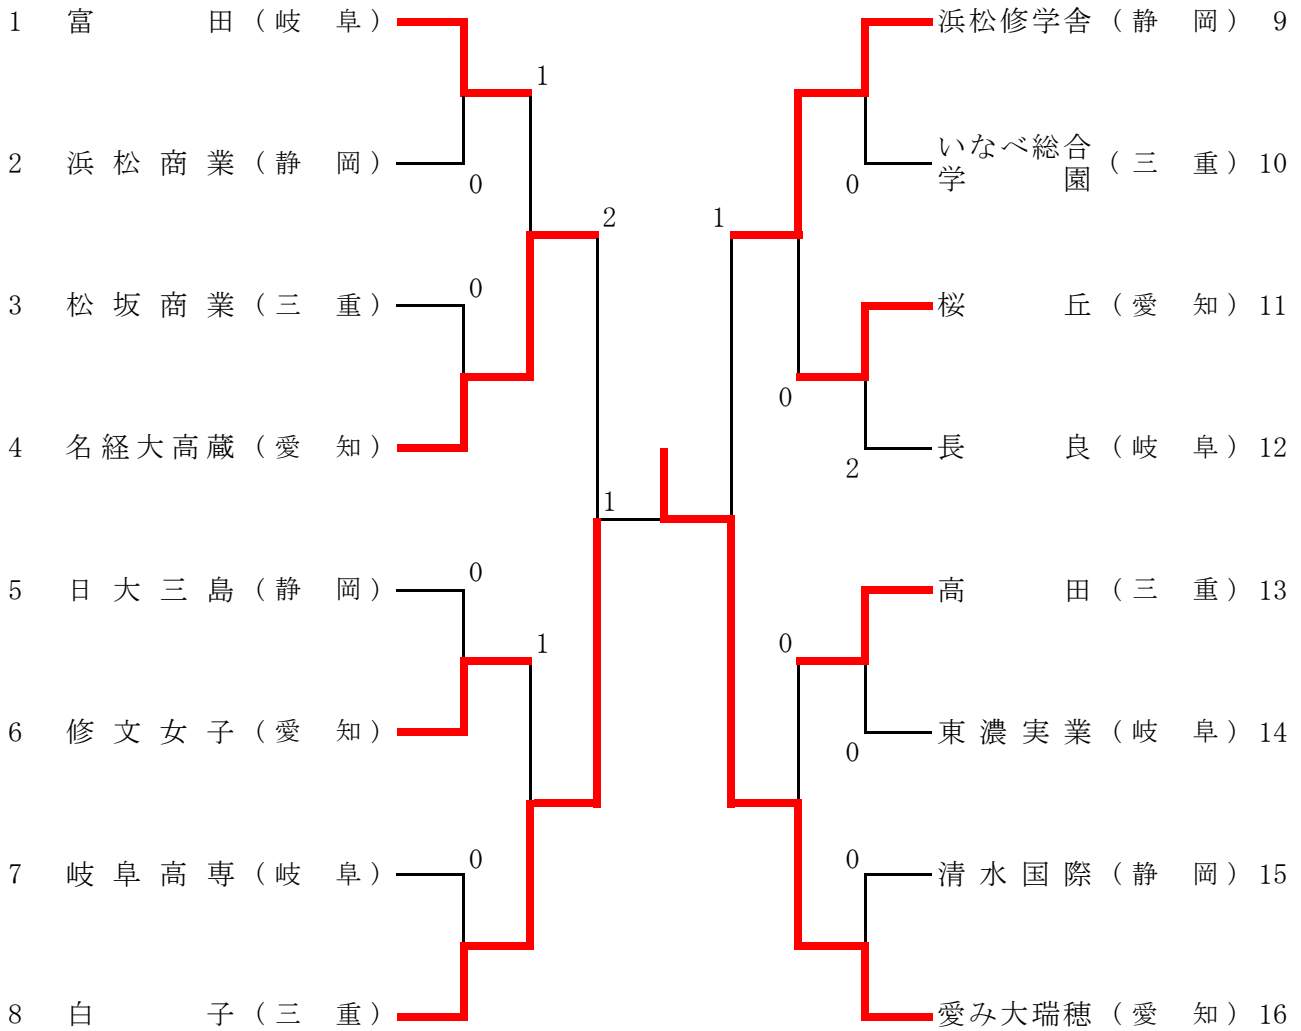 1 富田（岐阜）
1
2 浜松商業（静岡）
0
2
3 松坂商業（三重）
0
4 名経大高蔵（愛知）
1
5 日大三島（静岡）
0
1
6 修文女子（愛知）
7 岐阜高専（岐阜）
0
8 白子（三重）
浜松修学舎（静岡） 9
いなべ総合
学園（三重） 10
0
1
桜丘（愛知） 11
0
長良（岐阜） 12
2
高田（三重） 13
0
東濃実業（岐阜） 14
0
清水国際（静岡） 15
0
愛み大瑞穂（愛知） 16